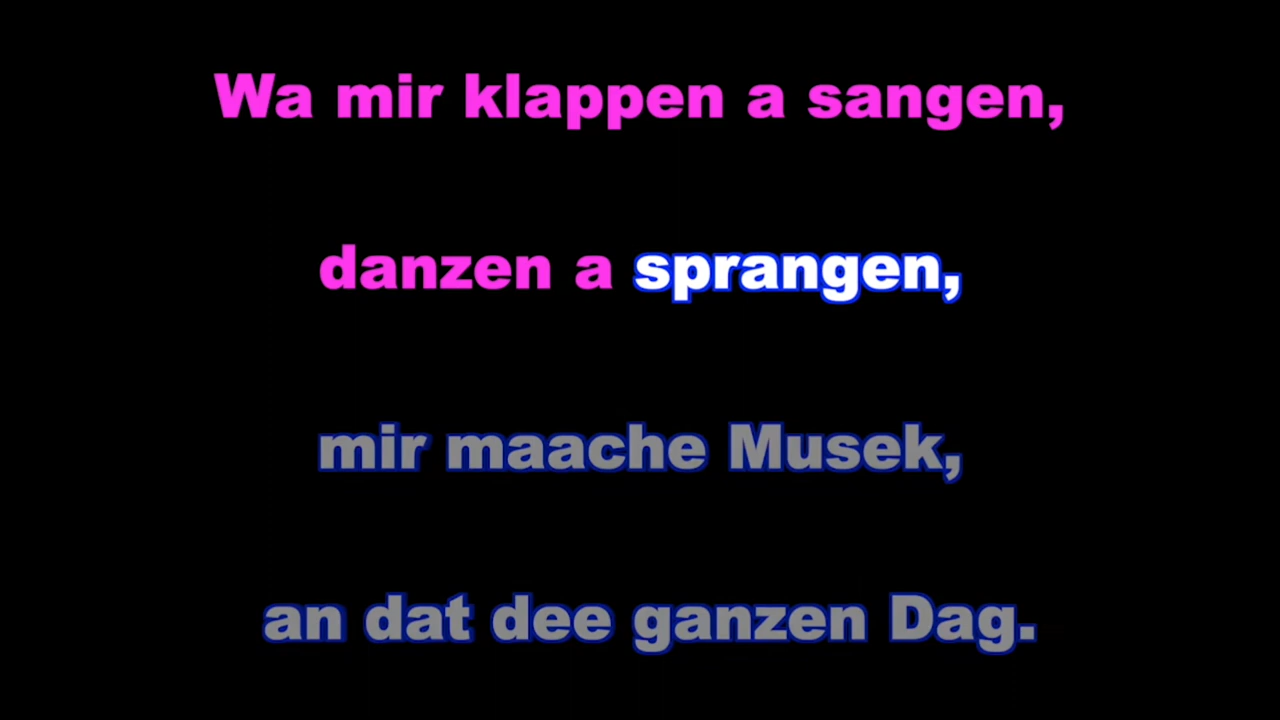 Wa mir klappen a sangen,
danzen a sprangen,
mir maache Musek,
an dat dee ganzen Dag.